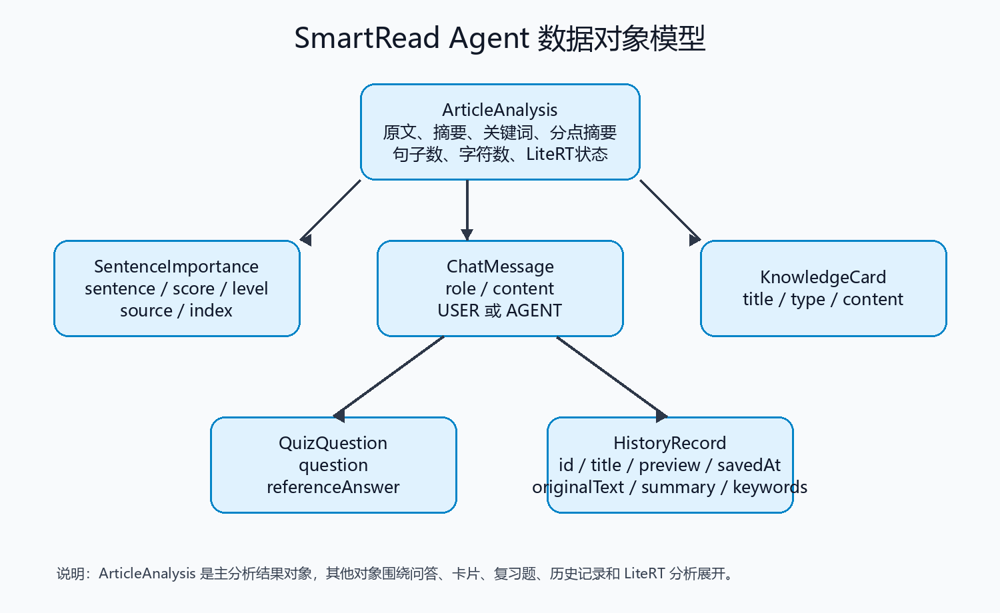 SmartRead Agent 数据对象模型
ArticleAnalysis
原文、摘要、关键词、分点摘要
句子数、字符数、LiteRT状态
SentenceImportance
sentence / score / level
source / index
ChatMessage
role / content
USER 或 AGENT
KnowledgeCard
title / type / content
QuizQuestion
question
referenceAnswer
HistoryRecord
id / title / preview / savedAt
originalText / summary / keywords
说明：ArticleAnalysis 是主分析结果对象，其他对象围绕问答、卡片、复习题、历史记录和 LiteRT 分析展开。